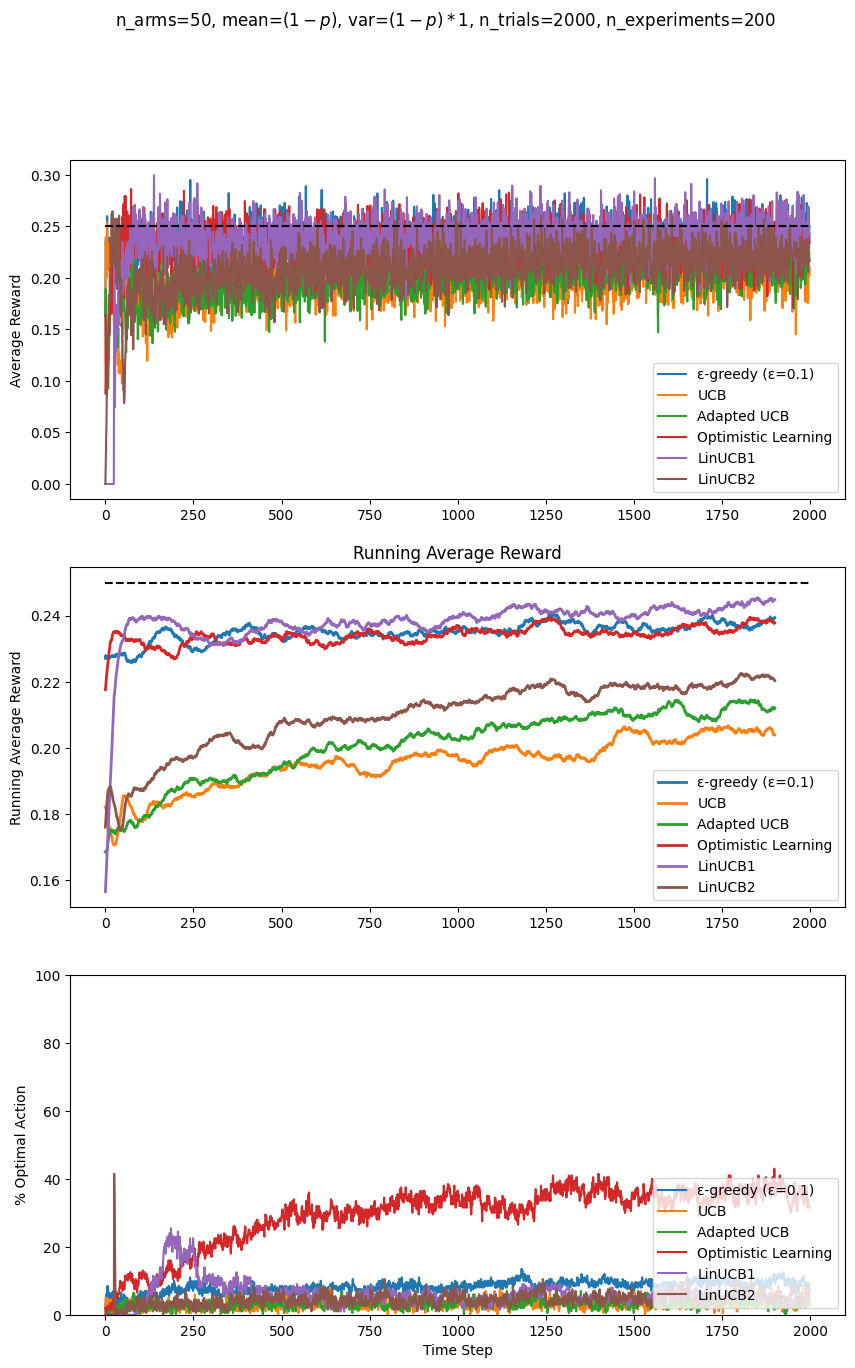 n_arms=50, mean=(1 − p), var=(1 − p) * 1, n_trials=2000, n_experiments=200
0.30
0.25
0.20
0.15
0.10
0.05
0.00
Average Reward
ε-greedy (ε=0.1)
UCB
Adapted UCB
Optimistic Learning
LinUCB1
LinUCB2
0 250 500 750 1000 1250 1500 1750 2000
Running Average Reward
0.24
0.22
0.20
0.18
0.16
Running Average Reward
ε-greedy (ε=0.1)
UCB
Adapted UCB
Optimistic Learning
LinUCB1
LinUCB2
0 250 500 750 1000 1250 1500 1750 2000
100
80
60
40
20
0
% Optimal Action
ε-greedy (ε=0.1)
UCB
Adapted UCB
Optimistic Learning
LinUCB1
LinUCB2
0 250 500 750 1000 1250 1500 1750 2000
Time Step